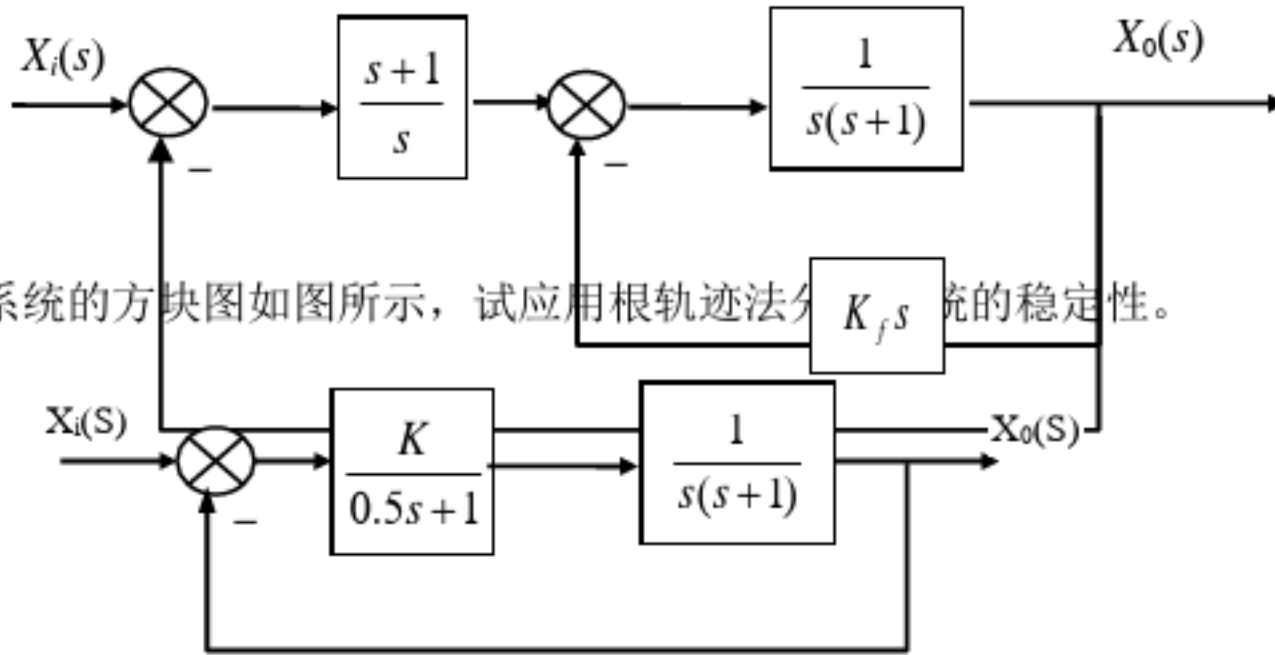 Xᵢ(s)
s+1
s
1
s(s+1)
X₀(s)
−
−
系统的方块图如图所示，试应用根轨迹法分
统的稳定性。
K_f s
Xᵢ(S)
K
0.5s+1
1
s(s+1)
X₀(S)
−